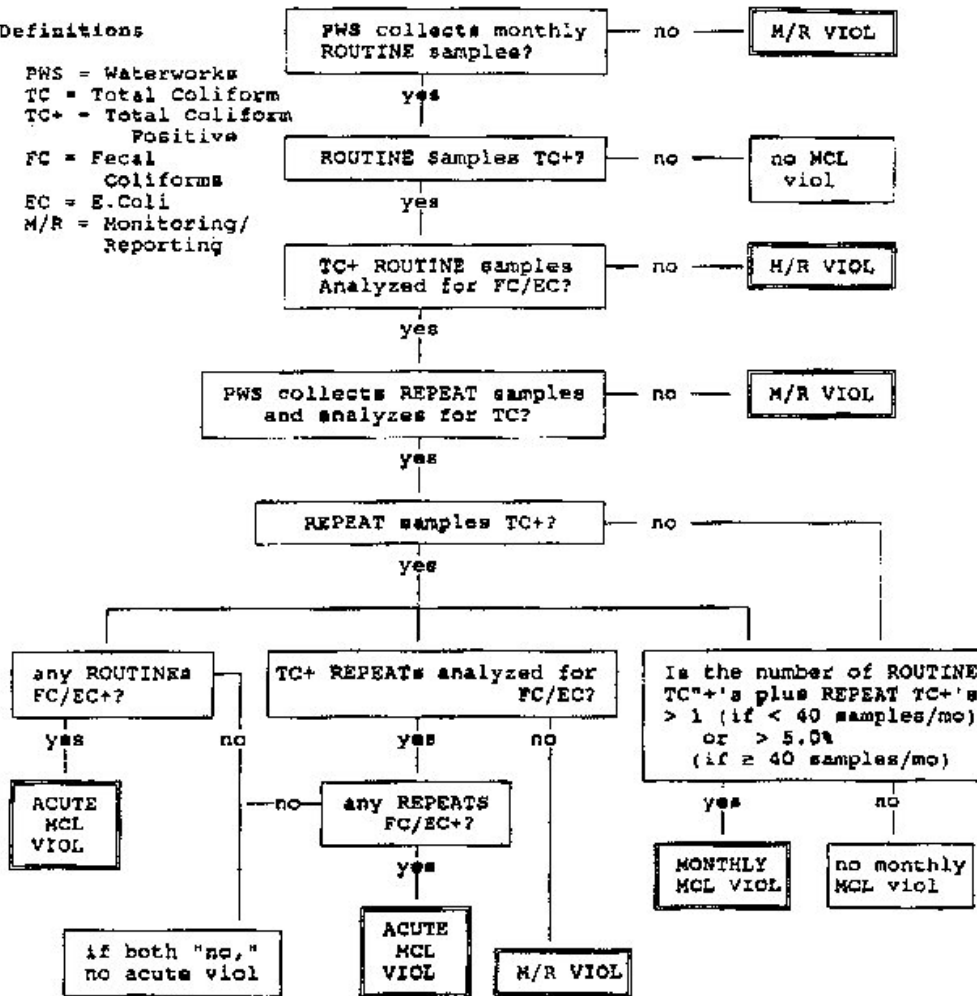 Definitions
PWS = Waterworks
TC = Total Coliform
TC+ = Total Coliform
Positive
FC = Fecal
Coliforms
EC = E.Coli
M/R = Monitoring/
Reporting
PWS collects monthly
ROUTINE samples?
no
M/R VIOL
yes
ROUTINE Samples TC+?
no
no MCL
viol
yes
TC+ ROUTINE samples
Analyzed for FC/EC?
no
M/R VIOL
yes
PWS collects REPEAT samples
and analyzes for TC?
no
M/R VIOL
yes
REPEAT samples TC+?
no
yes
any ROUTINEs
FC/EC+?
yes
no
ACUTE
MCL
VIOL
TC+ REPEATs analyzed for
FC/EC?
yes
no
no
any REPEATS
FC/EC+?
yes
ACUTE
MCL
VIOL
M/R VIOL
if both "no,"
no acute viol
Is the number of ROUTINE
TC"+'s plus REPEAT TC+'s
> 1 (if < 40 samples/mo)
or > 5.0%
(if ≥ 40 samples/mo)
yes
no
MONTHLY
MCL VIOL
no monthly
MCL viol